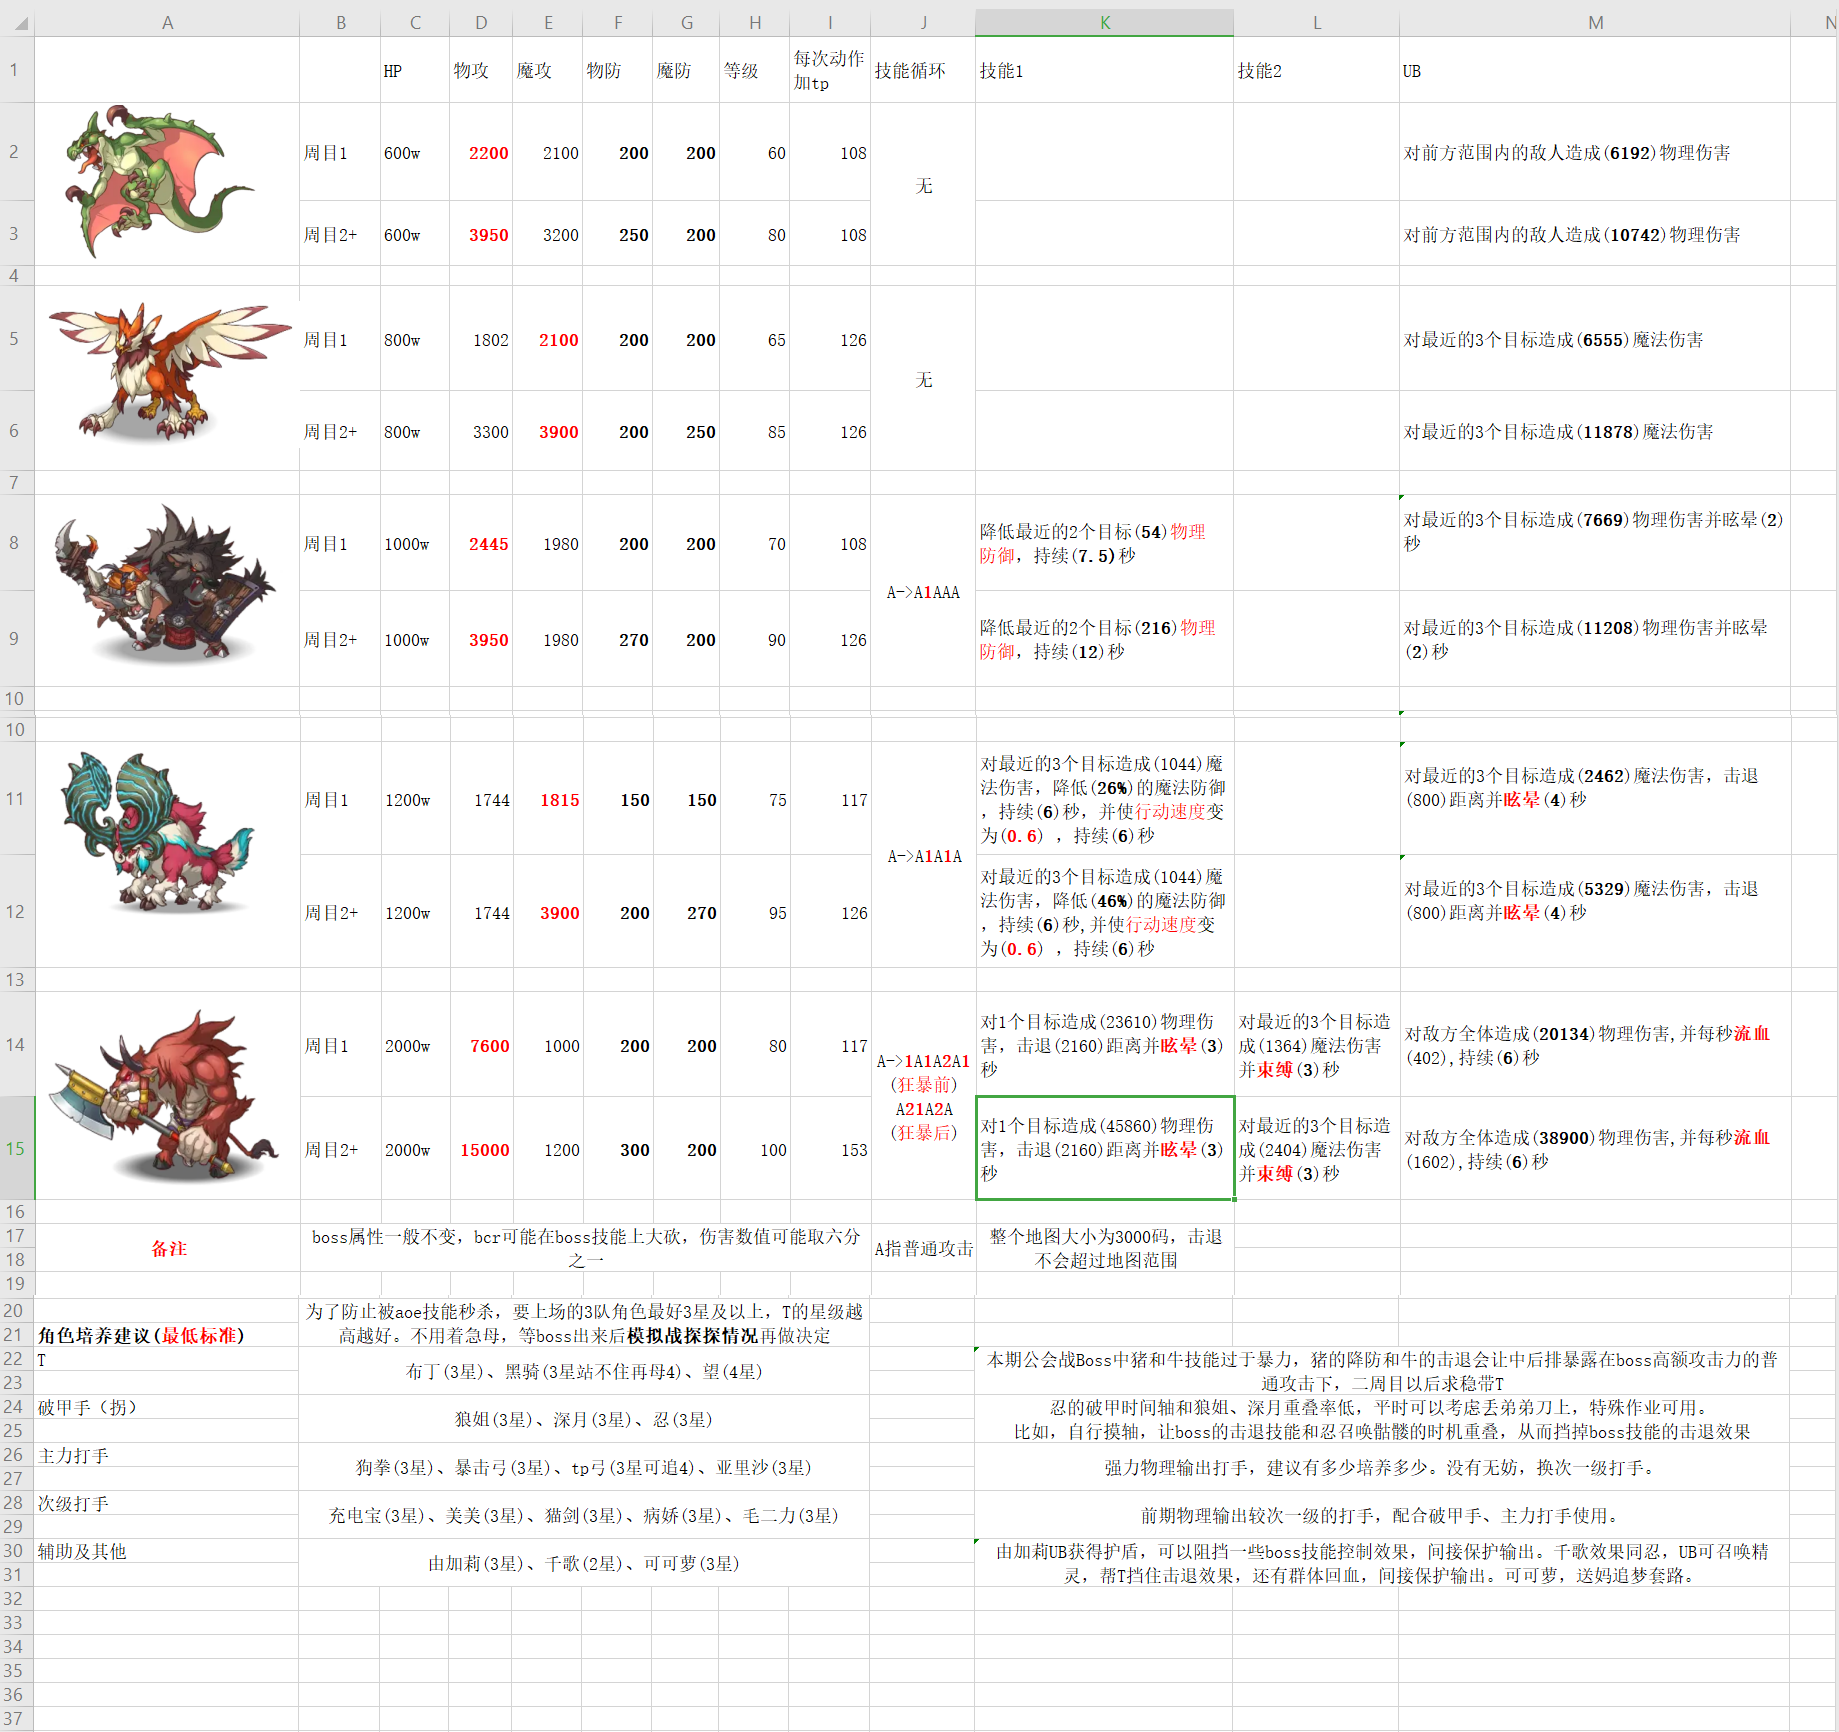 A B C D E F G H I J K L M N
1 HP 物攻 魔攻 物防 魔防 等级 每次动作加tp 技能循环 技能1 技能2 UB
2 周目1 600w 2200 2100 200 200 60 108 无 对前方范围内的敌人造成(6192)物理伤害
3 周目2+ 600w 3950 3200 250 200 80 108 对前方范围内的敌人造成(10742)物理伤害
4
5 周目1 800w 1802 2100 200 200 65 126 无 对最近的3个目标造成(6555)魔法伤害
6 周目2+ 800w 3300 3900 200 250 85 126 对最近的3个目标造成(11878)魔法伤害
7
8 周目1 1000w 2445 1980 200 200 70 108 A->A1AAA 降低最近的2个目标(54)物理防御，持续(7.5)秒 对最近的3个目标造成(7669)物理伤害并眩晕(2)秒
9 周目2+ 1000w 3950 1980 270 200 90 126 降低最近的2个目标(216)物理防御，持续(12)秒 对最近的3个目标造成(11208)物理伤害并眩晕(2)秒
10
10
11 周目1 1200w 1744 1815 150 150 75 117 A->A1A1A 对最近的3个目标造成(1044)魔法伤害，降低(26%)的魔法防御，持续(6)秒，并使行动速度变为(0.6) ，持续(6)秒 对最近的3个目标造成(2462)魔法伤害，击退(800)距离并眩晕(4)秒
12 周目2+ 1200w 1744 3900 200 270 95 126 对最近的3个目标造成(1044)魔法伤害，降低(46%)的魔法防御，持续(6)秒,并使行动速度变为(0.6) ，持续(6)秒 对最近的3个目标造成(5329)魔法伤害，击退(800)距离并眩晕(4)秒
13
14 周目1 2000w 7600 1000 200 200 80 117 A->1A1A2A1 (狂暴前) A21A2A (狂暴后) 对1个目标造成(23610)物理伤害，击退(2160)距离并眩晕(3)秒 对最近的3个目标造成(1364)魔法伤害并束缚(3)秒 对敌方全体造成(20134)物理伤害,并每秒流血(402),持续(6)秒
15 周目2+ 2000w 15000 1200 300 200 100 153 对1个目标造成(45860)物理伤害，击退(2160)距离并眩晕(3)秒 对最近的3个目标造成(2404)魔法伤害并束缚(3)秒 对敌方全体造成(38900)物理伤害,并每秒流血(1602),持续(6)秒
16
17 备注 boss属性一般不变，bcr可能在boss技能上大砍，伤害数值可能取六分之一 A指普通攻击 整个地图大小为3000码，击退不会超过地图范围
18
19
20 为了防止被aoe技能秒杀，要上场的3队角色最好3星及以上，T的星级越
21 角色培养建议(最低标准) 高越好。不用着急母，等boss出来后模拟战探探情况再做决定
22 T 布丁(3星)、黑骑(3星站不住再母4)、望(4星) 本期公会战Boss中猪和牛技能过于暴力，猪的降防和牛的击退会让中后排暴露在boss高额攻击力的普
23 通攻击下，二周目以后求稳带T
24 破甲手（拐） 狼姐(3星)、深月(3星)、忍(3星) 忍的破甲时间轴和狼姐、深月重叠率低，平时可以考虑丢弟弟刀上，特殊作业可用。
25 比如，自行摸轴，让boss的击退技能和忍召唤骷髅的时机重叠，从而挡掉boss技能的击退效果
26 主力打手 狗拳(3星)、暴击弓(3星)、tp弓(3星可追4)、亚里沙(3星) 强力物理输出打手，建议有多少培养多少。没有无妨，换次一级打手。
27
28 次级打手 充电宝(3星)、美美(3星)、猫剑(3星)、病娇(3星)、毛二力(3星) 前期物理输出较次一级的打手，配合破甲手、主力打手使用。
29
30 辅助及其他 由加莉(3星)、千歌(2星)、可可萝(3星) 由加莉UB获得护盾，可以阻挡一些boss技能控制效果，间接保护输出。千歌效果同忍，UB可召唤精
31 灵，帮T挡住击退效果，还有群体回血，间接保护输出。可可萝，送妈追梦套路。
32
33
34
35
36
37